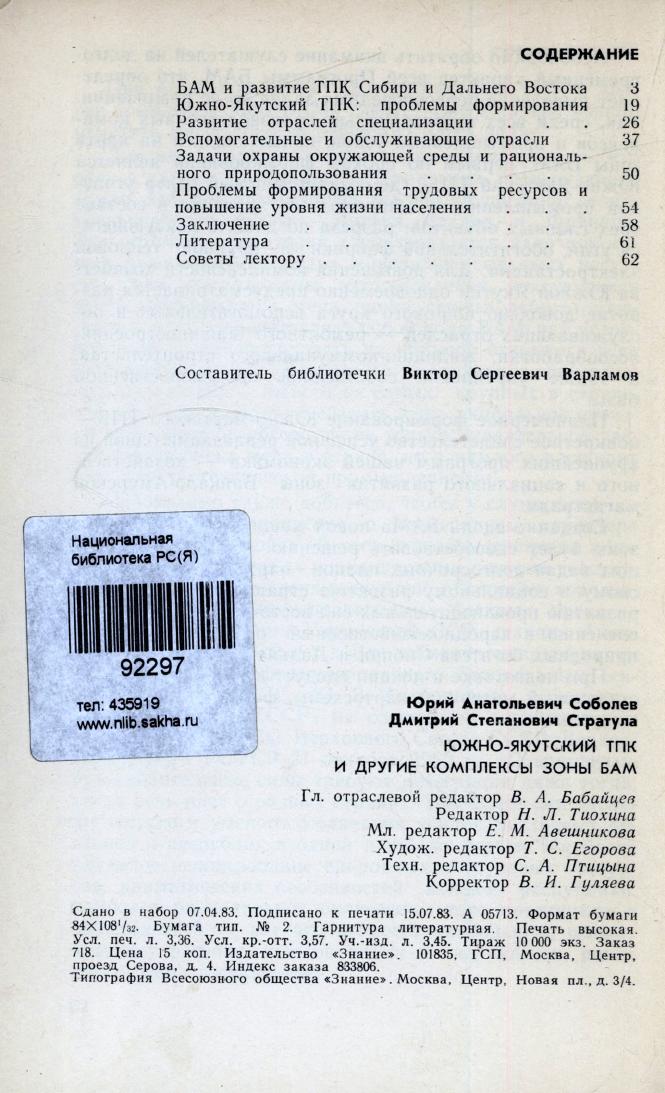 СОДЕРЖАНИЕ
БАМ и развитие ТПК Сибири и Дальнего Востока 3
Южно-Якутский ТПК: проблемы формирования 19
Развитие отраслей специализации . . . . 26
Вспомогательные и обслуживающие отрасли 37
Задачи охраны окружающей среды и рациональ-
ного природопользования . . . . . . 50
Проблемы формирования трудовых ресурсов и
повышение уровня жизни населения . . . 54
Заключение . . . . . . . . . . 58
Литература . . . . . . . . . . 61
Советы лектору . . . . . . . . . 62
Составитель библиотечки Виктор Сергеевич Варламов
Национальная
библиотека РС(Я)
92297
тел: 435919
www.nlib.sakha.ru
Юрий Анатольевич Соболев
Дмитрий Степанович Стратула
ЮЖНО-ЯКУТСКИЙ ТПК
И ДРУГИЕ КОМПЛЕКСЫ ЗОНЫ БАМ
Гл. отраслевой редактор В. А. Бабайцев
Редактор Н. Л. Тиохина
Мл. редактор Е. М. Авешникова
Худож. редактор Т. С. Егорова
Техн. редактор С. А. Птицына
Корректор В. И. Гуляева
Сдано в набор 07.04.83. Подписано к печати 15.07.83. А 05713. Формат бумаги
84×108¹/₃₂. Бумага тип. № 2. Гарнитура литературная. Печать высокая.
Усл. печ. л. 3,36. Усл. кр.-отт. 3,57. Уч.-изд. л. 3,45. Тираж 10 000 экз. Заказ
718. Цена 15 коп. Издательство «Знание». 101835, ГСП, Москва, Центр,
проезд Серова, д. 4. Индекс заказа 833806.
Типография Всесоюзного общества «Знание». Москва, Центр, Новая пл., д. 3/4.